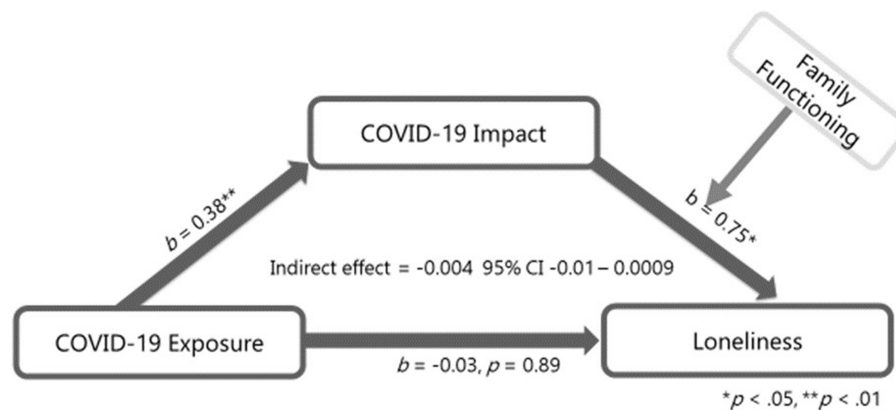 Family
Functioning
COVID-19 Impact
b = 0.38**
b = 0.75*
Indirect effect = -0.004 95% CI -0.01 – 0.0009
COVID-19 Exposure
Loneliness
b = -0.03, p = 0.89
*p < .05, **p < .01